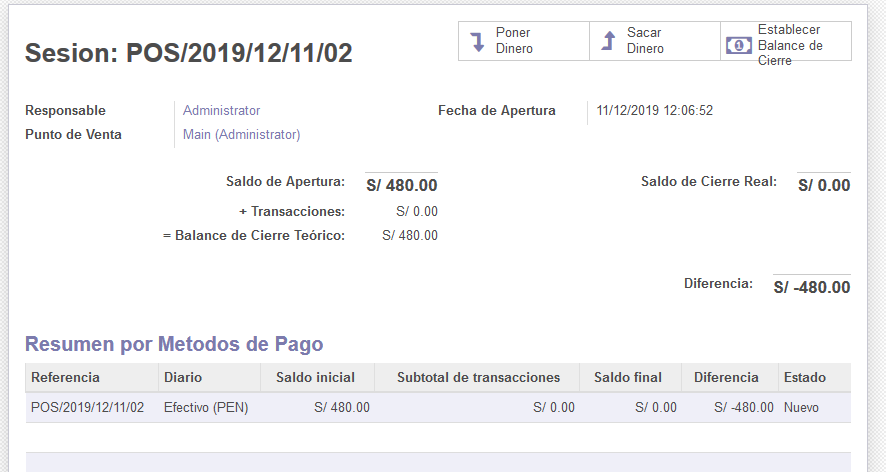 Sesion: POS/2019/12/11/02
Poner Dinero
Sacar Dinero
Establecer Balance de Cierre
Responsable Administrator
Fecha de Apertura 11/12/2019 12:06:52
Punto de Venta Main (Administrator)
Saldo de Apertura: S/ 480.00
Saldo de Cierre Real: S/ 0.00
+ Transacciones: S/ 0.00
= Balance de Cierre Teórico: S/ 480.00
Diferencia: S/ -480.00
Resumen por Metodos de Pago
Referencia Diario Saldo inicial Subtotal de transacciones Saldo final Diferencia Estado
POS/2019/12/11/02 Efectivo (PEN) S/ 480.00 S/ 0.00 S/ 0.00 S/ -480.00 Nuevo